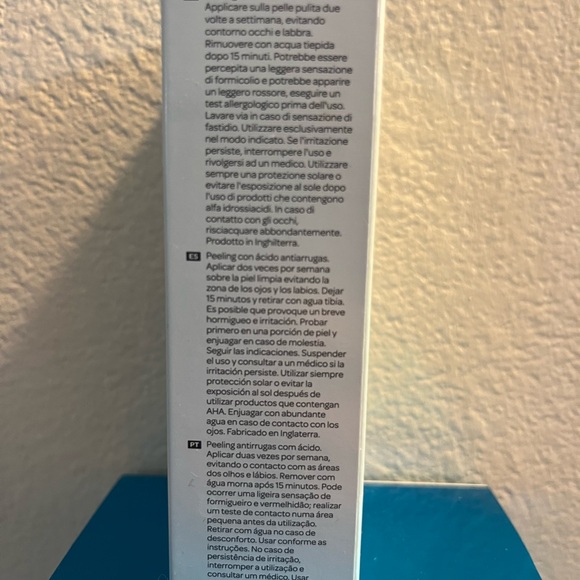 Applicare sulla pelle pulita due
volte a settimana, evitando
contorno occhi e labbra.
Rimuovere con acqua tiepida
dopo 15 minuti. Potrebbe essere
percepita una leggera sensazione
di formicolio e potrebbe apparire
un leggero rossore, eseguire un
test allergologico prima dell'uso.
Lavare via in caso di sensazione di
fastidio. Utilizzare esclusivamente
nel modo indicato. Se l'irritazione
persiste, interrompere l'uso e
rivolgersi ad un medico. Utilizzare
sempre una protezione solare o
evitare l'esposizione al sole dopo
l'uso di prodotti che contengono
alfa idrossiacidi. In caso di
contatto con gli occhi,
risciacquare abbondantemente.
Prodotto in Inghilterra.
ES Peeling con ácido antiarrugas.
Aplicar dos veces por semana
sobre la piel limpia evitando la
zona de los ojos y los labios. Dejar
15 minutos y retirar con agua tibia.
Es posible que provoque un breve
hormigueo e irritación. Probar
primero en una porción de piel y
enjuagar en caso de molestia.
Seguir las indicaciones. Suspender
el uso y consultar a un médico si la
irritación persiste. Utilizar siempre
protección solar o evitar la
exposición al sol después de
utilizar productos que contengan
AHA. Enjuagar con abundante
agua en caso de contacto con los
ojos. Fabricado en Inglaterra.
PT Peeling antirrugas com ácido.
Aplicar duas vezes por semana,
evitando o contacto com as áreas
dos olhos e lábios. Remover com
água morna após 15 minutos. Pode
ocorrer uma ligeira sensação de
formigueiro e vermelhidão; realizar
um teste de contacto numa área
pequena antes da utilização.
Retirar com água no caso de
desconforto. Usar conforme as
instruções. No caso de
persistência de irritação,
interromper a utilização e
consultar um médico. Usar